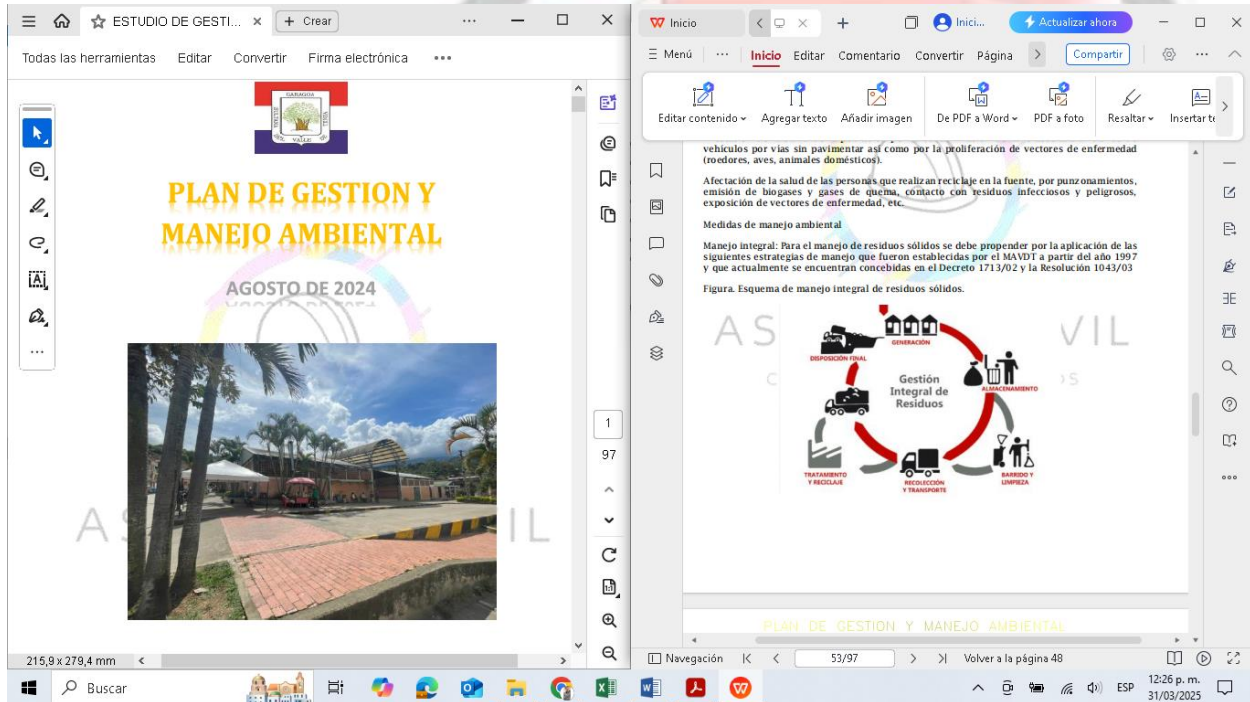 ESTUDIO DE GESTI...
Crear
Todas las herramientas Editar Convertir Firma electrónica
GARAGOA
VALLE
PLAN DE GESTION Y
MANEJO AMBIENTAL
AGOSTO DE 2024
AS IL
1
97
215,9 x 279,4 mm
Inicio
Inici...
Actualizar ahora
Menú ... Inicio Editar Comentario Convertir Página
Compartir
Editar contenido Agregar texto Añadir imagen De PDF a Word PDF a foto Resaltar Insertar te
vehículos por vías sin pavimentar así como por la proliferación de vectores de enfermedad
(roedores, aves, animales domésticos).
Afectación de la salud de las personas que realizan reciclaje en la fuente, por punzonamientos,
emisión de biogases y gases de quema, contacto con residuos infecciosos y peligrosos,
exposición de vectores de enfermedad, etc.
Medidas de manejo ambiental
Manejo integral: Para el manejo de residuos sólidos se debe propender por la aplicación de las
siguientes estrategias de manejo que fueron establecidas por el MAVDT a partir del año 1997
y que actualmente se encuentran concebidas en el Decreto 1713/02 y la Resolución 1043/03
Figura. Esquema de manejo integral de residuos sólidos.
AS VIL
GENERACIÓN
DISPOSICIÓN FINAL
Gestión
Integral de
Residuos
ALMACENAMIENTO
TRATAMIENTO
Y RECICLAJE
RECOLECCIÓN
Y TRANSPORTE
BARRIDO Y
LIMPIEZA
PLAN DE GESTION Y MANEJO AMBIENTAL
Navegación 53/97 Volver a la página 48
Buscar
ESP
12:26 p. m.
31/03/2025